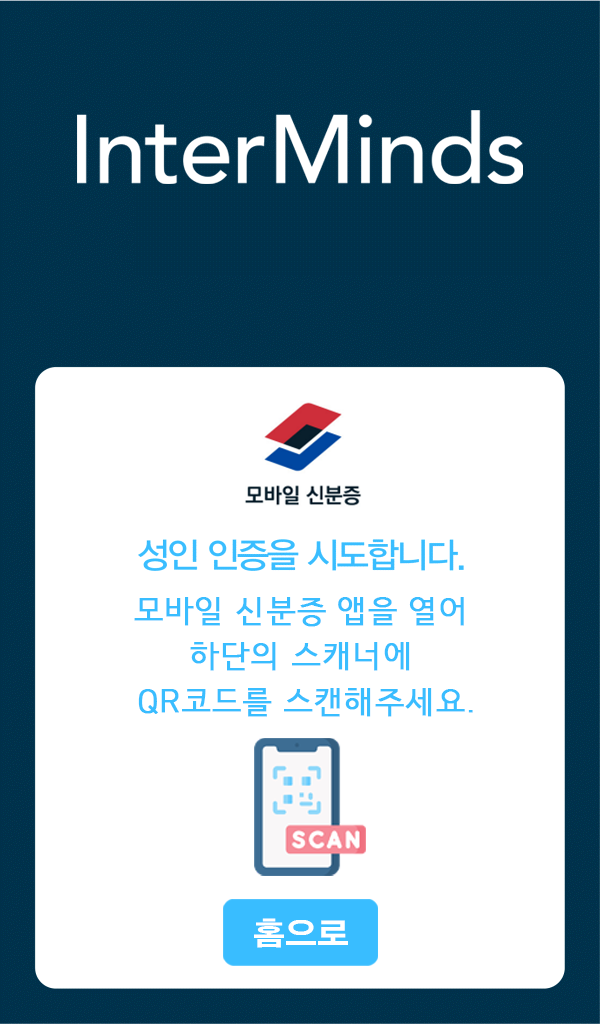 InterMinds
모바일 신분증
성인 인증을 시도합니다.
모바일 신분증 앱을 열어
하단의 스캐너에
QR코드를 스캔해주세요.
SCAN
홈으로